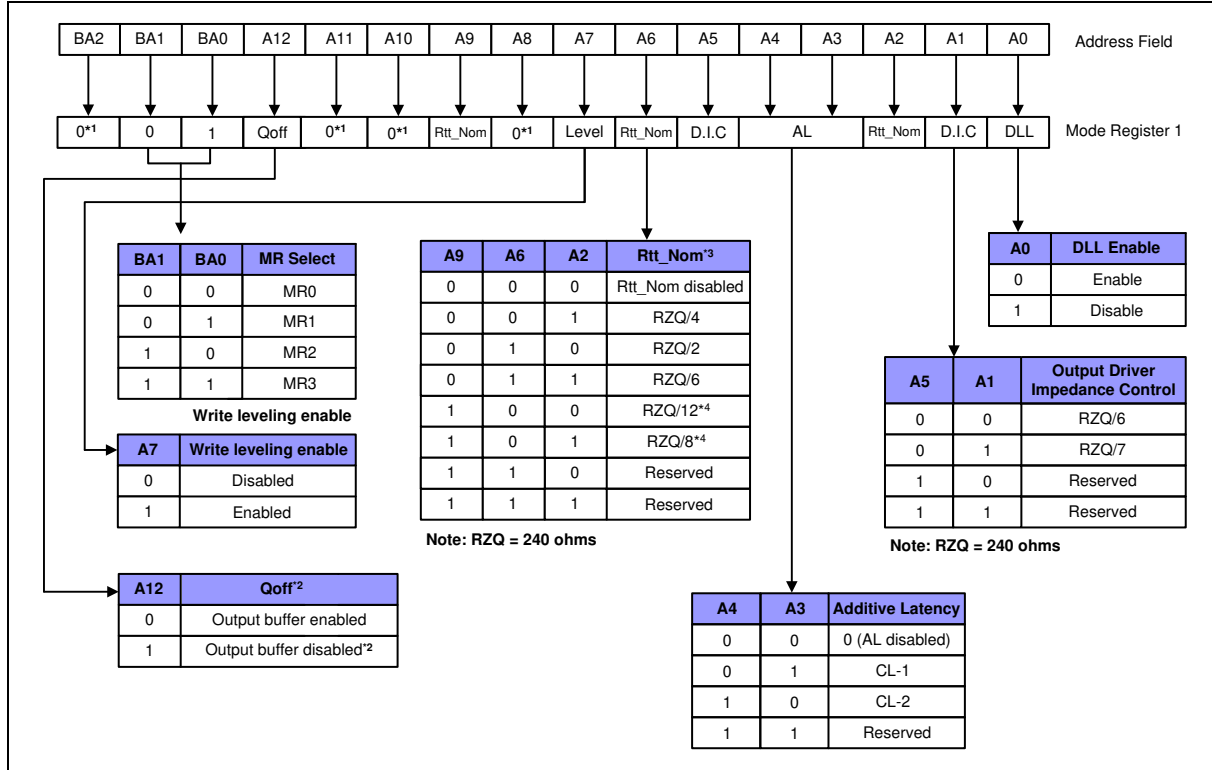 BA2 BA1 BA0 A12 A11 A10 A9 A8 A7 A6 A5 A4 A3 A2 A1 A0 Address Field
0*1 0 1 Qoff 0*1 0*1 Rtt_Nom 0*1 Level Rtt_Nom D.I.C AL Rtt_Nom D.I.C DLL Mode Register 1
BA1 BA0 MR Select
0 0 MR0
0 1 MR1
1 0 MR2
1 1 MR3
Write leveling enable
A7 Write leveling enable
0 Disabled
1 Enabled
A12 Qoff*2
0 Output buffer enabled
1 Output buffer disabled*2
A9 A6 A2 Rtt_Nom*3
0 0 0 Rtt_Nom disabled
0 0 1 RZQ/4
0 1 0 RZQ/2
0 1 1 RZQ/6
1 0 0 RZQ/12*4
1 0 1 RZQ/8*4
1 1 0 Reserved
1 1 1 Reserved
Note: RZQ = 240 ohms
A4 A3 Additive Latency
0 0 0 (AL disabled)
0 1 CL-1
1 0 CL-2
1 1 Reserved
A0 DLL Enable
0 Enable
1 Disable
A5 A1 Output Driver
Impedance Control
0 0 RZQ/6
0 1 RZQ/7
1 0 Reserved
1 1 Reserved
Note: RZQ = 240 ohms